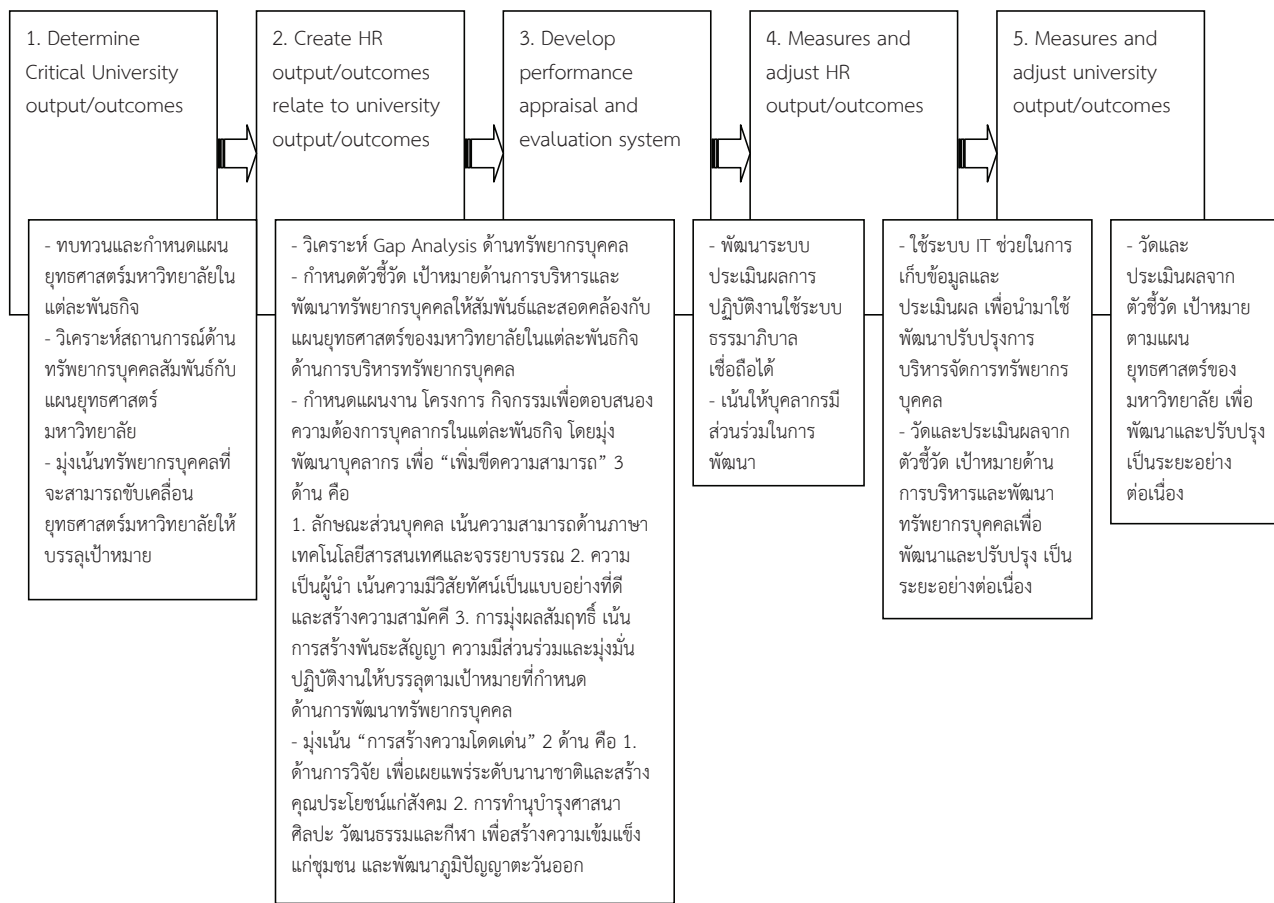 1. Determine
Critical University
output/outcomes
2. Create HR
output/outcomes
relate to university
output/outcomes
3. Develop
performance
appraisal and
evaluation system
4. Measures and
adjust HR
output/outcomes
5. Measures and
adjust university
output/outcomes
- ทบทวนและกำหนดแผน
ยุทธศาสตร์มหาวิทยาลัยใน
แต่ละพันธกิจ
- วิเคราะห์สถานการณ์ด้าน
ทรัพยากรบุคคลสัมพันธ์กับ
แผนยุทธศาสตร์
มหาวิทยาลัย
- มุ่งเน้นทรัพยากรบุคคลที่
จะสามารถขับเคลื่อน
ยุทธศาสตร์มหาวิทยาลัยให้
บรรลุเป้าหมาย
- วิเคราะห์ Gap Analysis ด้านทรัพยากรบุคคล
- กำหนดตัวชี้วัด เป้าหมายด้านการบริหารและ
พัฒนาทรัพยากรบุคคลให้สัมพันธ์และสอดคล้องกับ
แผนยุทธศาสตร์ของมหาวิทยาลัยในแต่ละพันธกิจ
ด้านการบริหารทรัพยากรบุคคล
- กำหนดแผนงาน โครงการ กิจกรรมเพื่อตอบสนอง
ความต้องการบุคลากรในแต่ละพันธกิจ โดยมุ่ง
พัฒนาบุคลากร เพื่อ “เพิ่มขีดความสามารถ” 3
ด้าน คือ
1. ลักษณะส่วนบุคคล เน้นความสามารถด้านภาษา
เทคโนโลยีสารสนเทศและจรรยาบรรณ 2. ความ
เป็นผู้นำ เน้นความมีวิสัยทัศน์เป็นแบบอย่างที่ดี
และสร้างความสามัคคี 3. การมุ่งผลสัมฤทธิ์ เน้น
การสร้างพันธะสัญญา ความมีส่วนร่วมและมุ่งมั่น
ปฏิบัติงานให้บรรลุตามเป้าหมายที่กำหนด
ด้านการพัฒนาทรัพยากรบุคคล
- มุ่งเน้น “การสร้างความโดดเด่น” 2 ด้าน คือ 1.
ด้านการวิจัย เพื่อเผยแพร่ระดับนานาชาติและสร้าง
คุณประโยชน์แก่สังคม 2. การทำนุบำรุงศาสนา
ศิลปะ วัฒนธรรมและกีฬา เพื่อสร้างความเข้มแข็ง
แก่ชุมชน และพัฒนาภูมิปัญญาตะวันออก
- พัฒนาระบบ
ประเมินผลการ
ปฏิบัติงานใช้ระบบ
ธรรมาภิบาล
เชื่อถือได้
- เน้นให้บุคลากรมี
ส่วนร่วมในการ
พัฒนา
- ใช้ระบบ IT ช่วยในการ
เก็บข้อมูลและ
ประเมินผล เพื่อนำมาใช้
พัฒนาปรับปรุงการ
บริหารจัดการทรัพยากร
บุคคล
- วัดและประเมินผลจาก
ตัวชี้วัด เป้าหมายด้าน
การบริหารและพัฒนา
ทรัพยากรบุคคลเพื่อ
พัฒนาและปรับปรุง เป็น
ระยะอย่างต่อเนื่อง
- วัดและ
ประเมินผลจาก
ตัวชี้วัด เป้าหมาย
ตามแผน
ยุทธศาสตร์ของ
มหาวิทยาลัย เพื่อ
พัฒนาและปรับปรุง
เป็นระยะอย่าง
ต่อเนื่อง